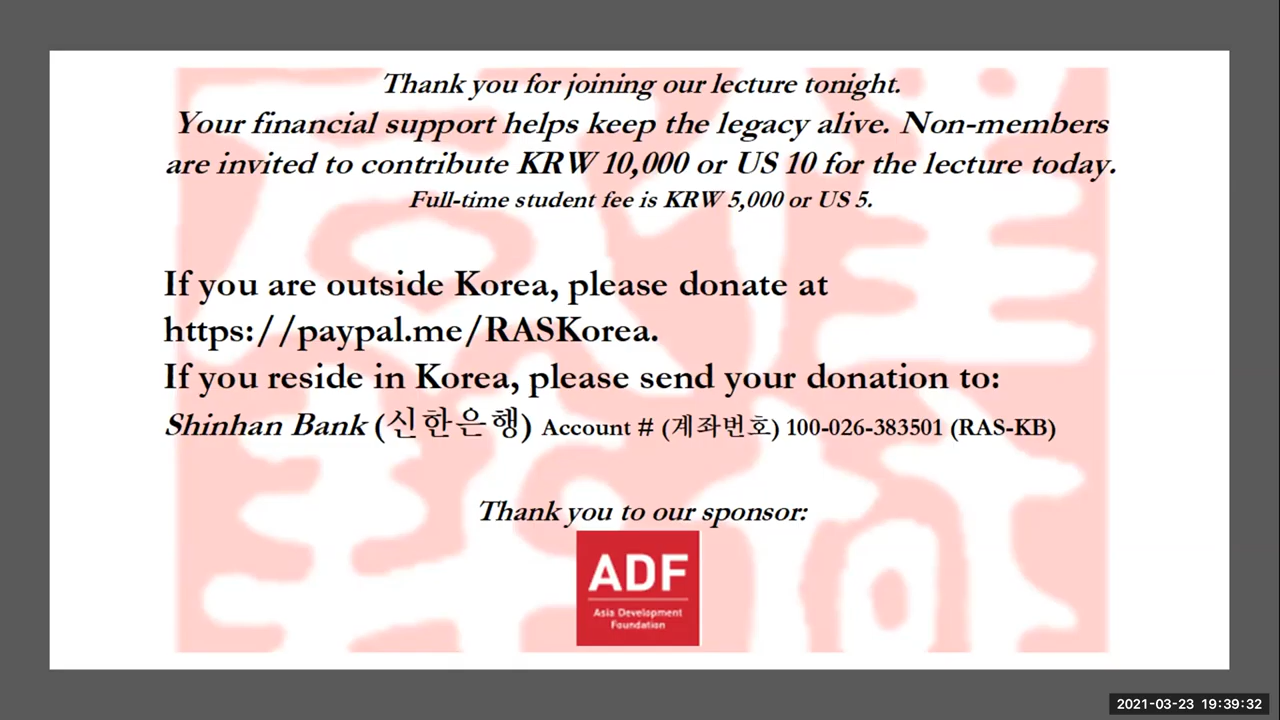 Thank you for joining our lecture tonight.
Your financial support helps keep the legacy alive. Non-members
are invited to contribute KRW 10,000 or US 10 for the lecture today.
Full-time student fee is KRW 5,000 or US 5.
If you are outside Korea, please donate at
https://paypal.me/RASKorea.
If you reside in Korea, please send your donation to:
Shinhan Bank (신한은행) Account # (계좌번호) 100-026-383501 (RAS-KB)
Thank you to our sponsor:
ADF
Asia Development
Foundation
2021-03-23 19:39:32